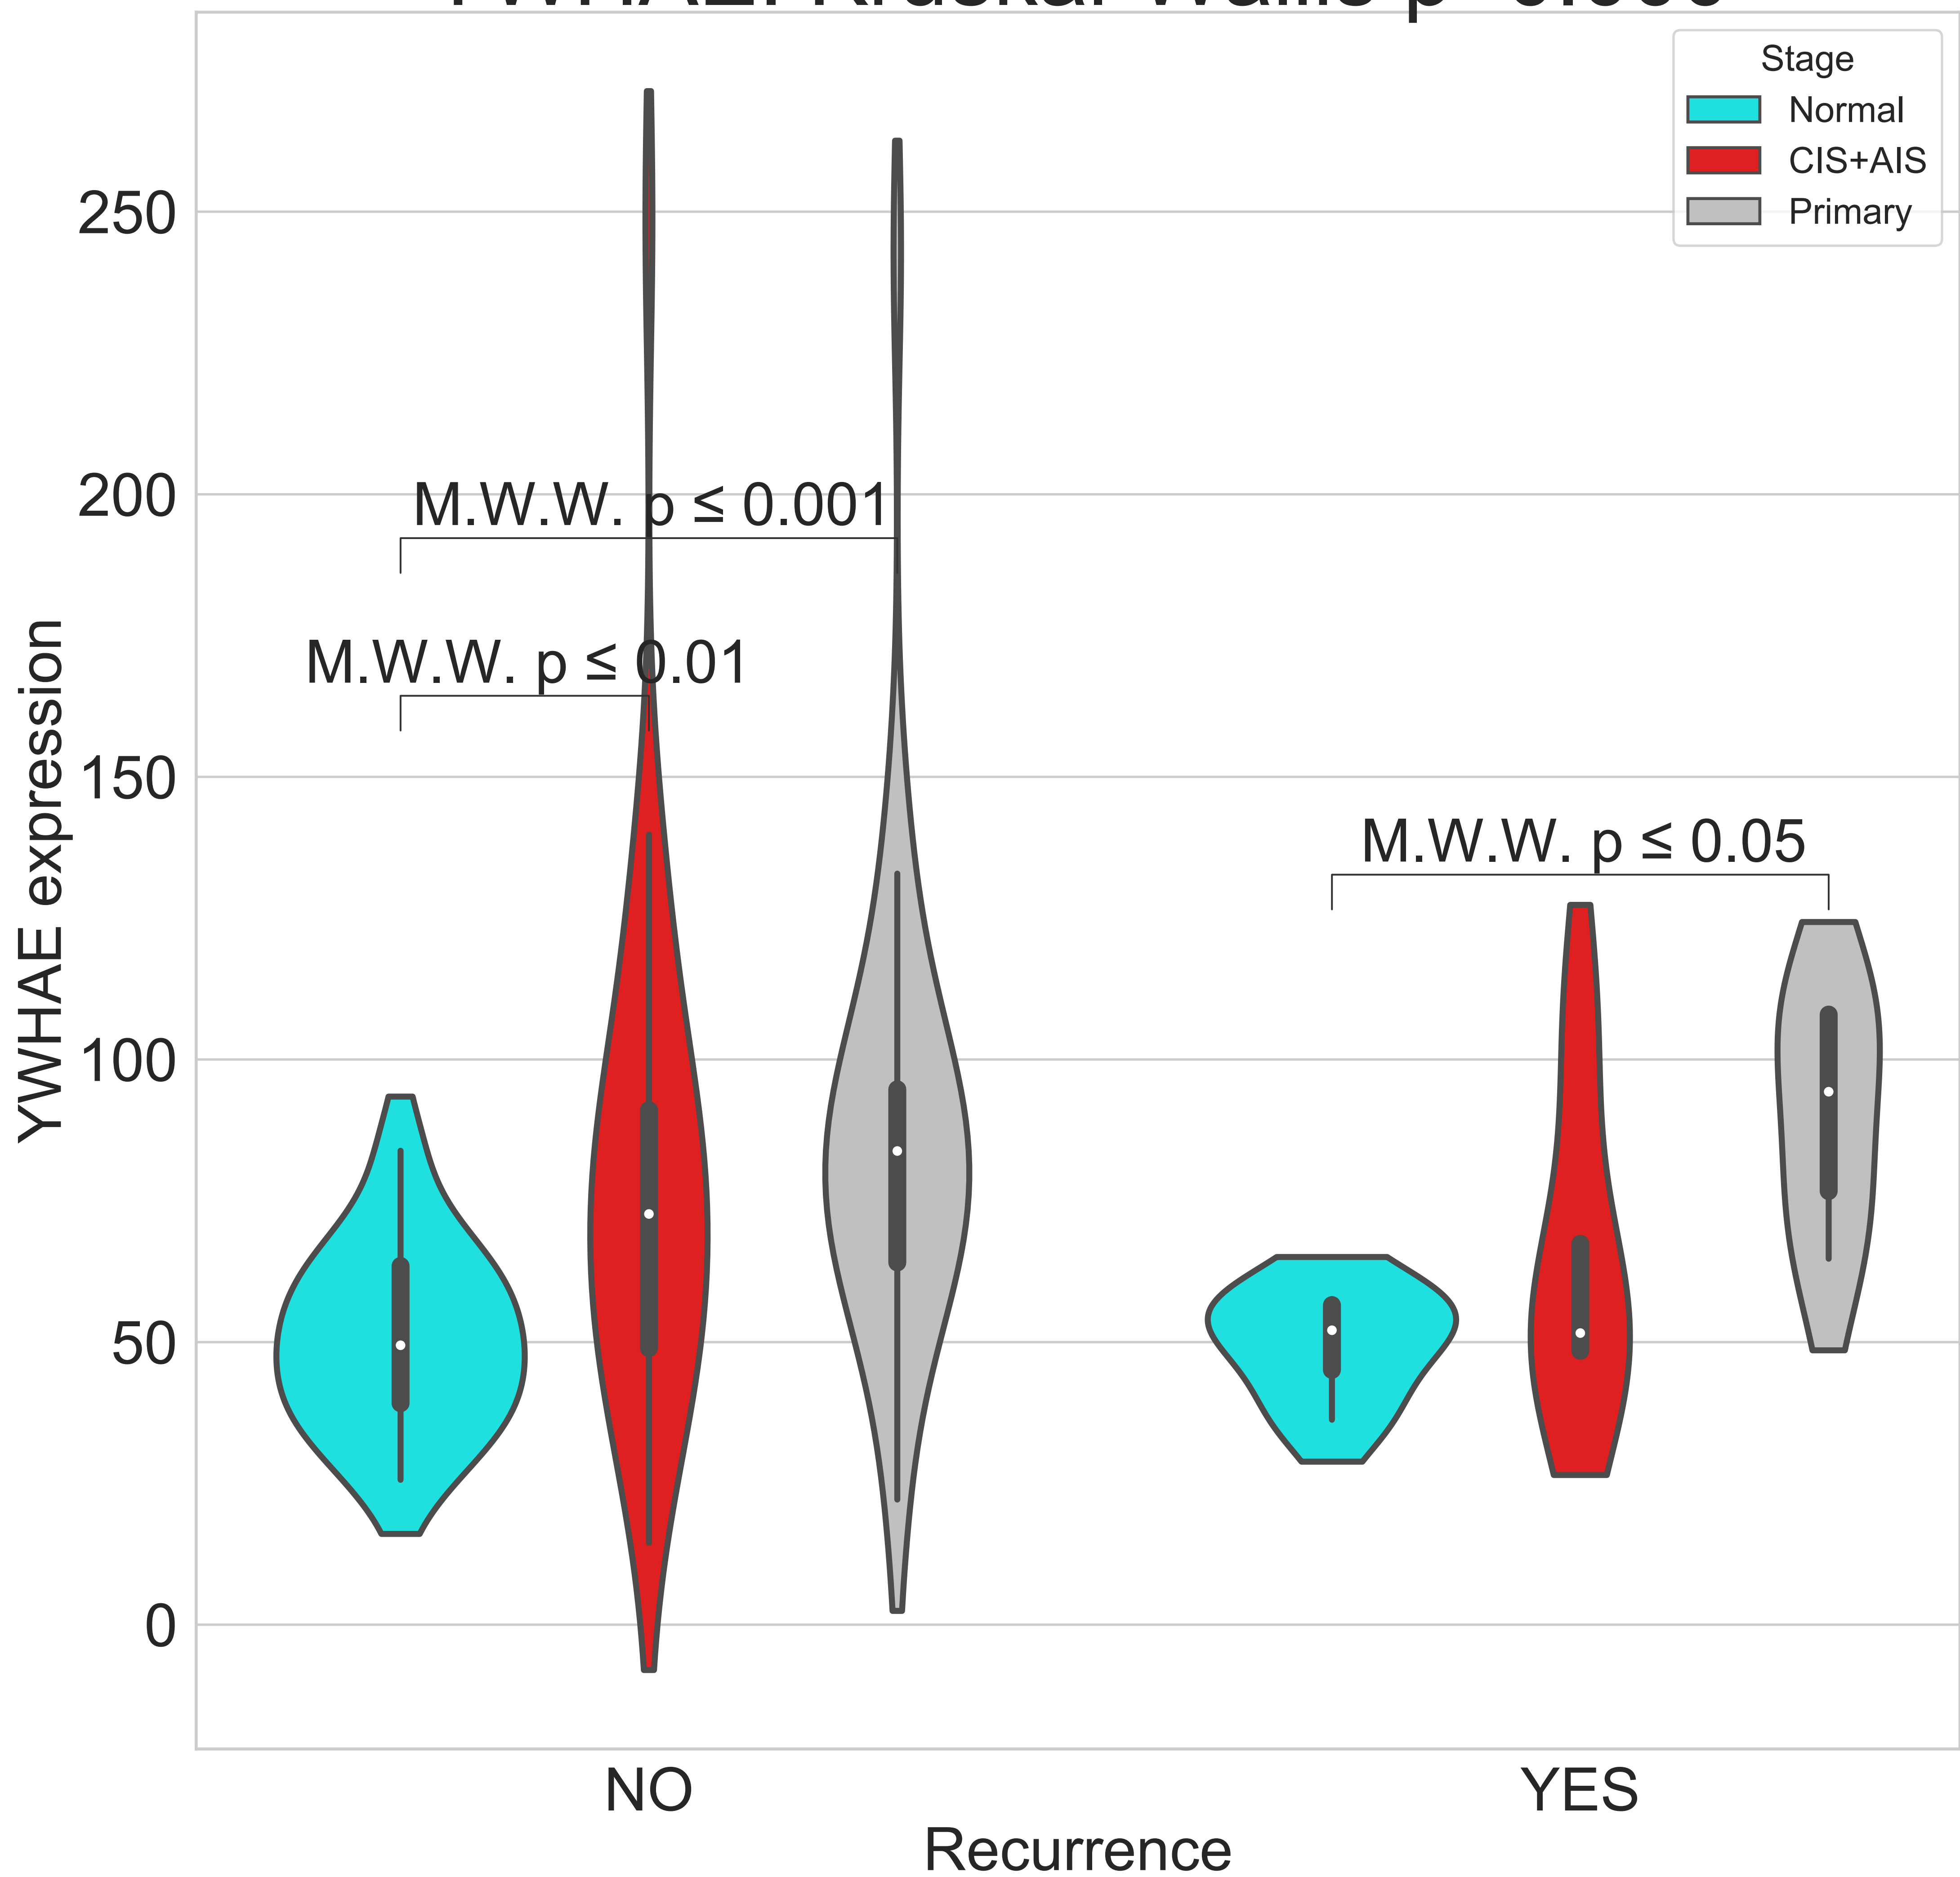 Stage
Normal
CIS+AIS
Primary
250
200
150
100
50
0
YWHAE expression
M.W.W. p ≤ 0.001
M.W.W. p ≤ 0.01
M.W.W. p ≤ 0.05
NO
YES
Recurrence